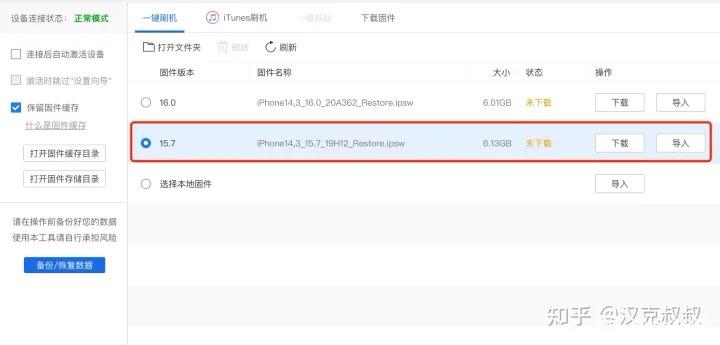 设备连接状态：正常模式
一键刷机 iTunes刷机 一键越狱 下载固件
连接后自动激活设备
激活时跳过"设置向导"
保留固件缓存
什么是固件缓存
打开固件缓存目录
打开固件存储目录
请在操作前备份好您的数据
使用本工具请自行承担风险
备份/恢复数据
打开文件夹 删除 刷新
固件版本 固件名称 大小 状态 操作
16.0 iPhone14,3_16.0_20A362_Restore.ipsw 6.01GB 未下载 下载 导入
15.7 iPhone14,3_15.7_19H12_Restore.ipsw 6.13GB 未下载 下载 导入
选择本地固件 导入
知乎 @汉克叔叔